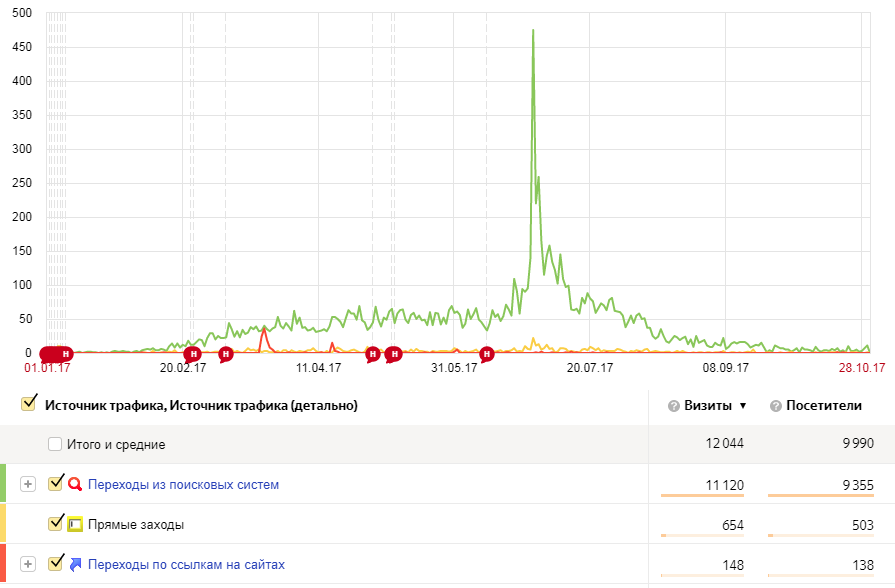 500
450
400
350
300
250
200
150
100
50
0
H H H H H H
01.01.17 20.02.17 11.04.17 31.05.17 20.07.17 08.09.17 28.10.17
Источник трафика, Источник трафика (детально) ? Визиты ▼ ? Посетители
Итого и средние 12 044 9 990
Переходы из поисковых систем 11 120 9 355
Прямые заходы 654 503
Переходы по ссылкам на сайтах 148 138